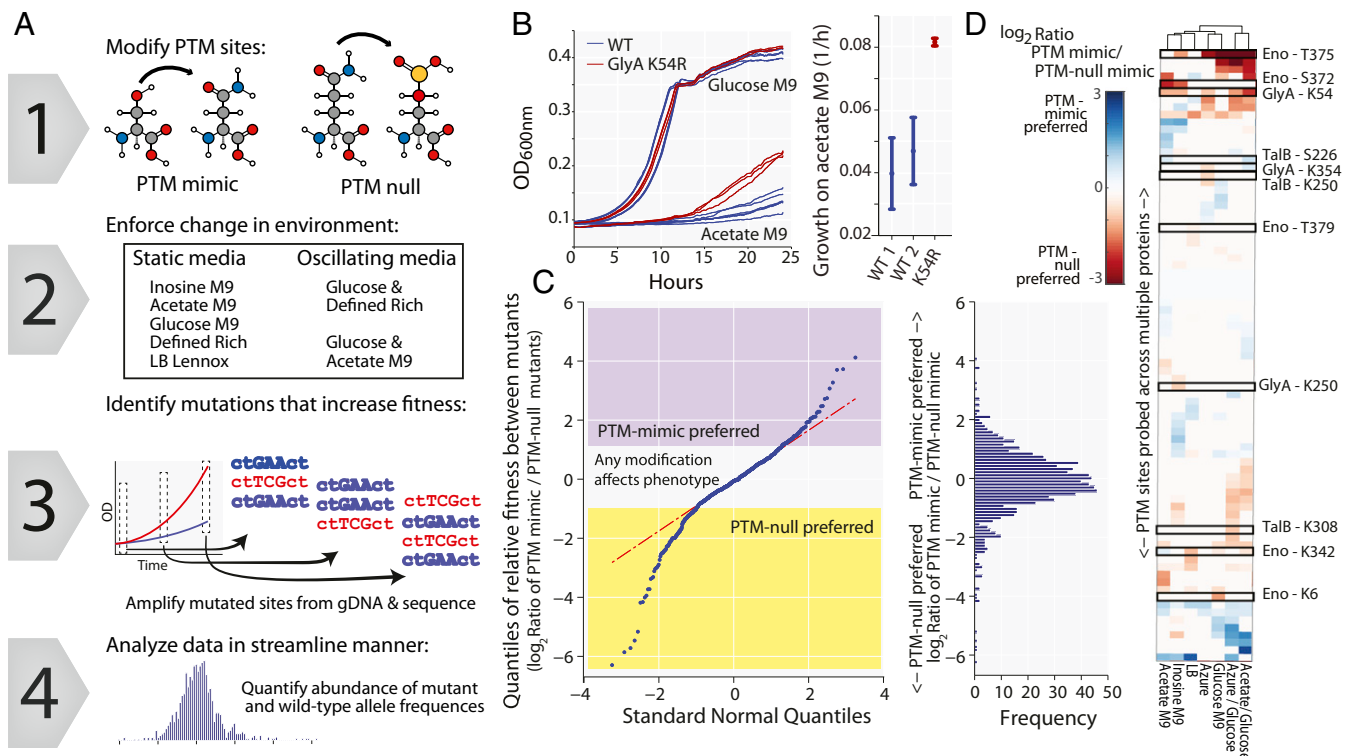 A
1
Modify PTM sites:
PTM mimic
PTM null
2
Enforce change in environment:
Static media
Oscillating media
Inosine M9
Acetate M9
Glucose M9
Defined Rich
LB Lennox
Glucose &
Defined Rich
Glucose &
Acetate M9
3
Identify mutations that increase fitness:
OD
Time
ctGAAct
ctTCGct
ctGAAct
ctGAAct
ctGAAct
ctTCGct
ctTCGct
ctGAAct
ctTCGct
ctGAAct
Amplify mutated sites from gDNA & sequence
4
Analyze data in streamline manner:
Quantify abundance of mutant
and wild-type allele frequences
B
OD600nm
0.4
0.3
0.2
0.1
WT
GlyA K54R
Glucose M9
Acetate M9
0 5 10 15 20 25
Hours
Growth on acetate M9 (1/h)
0.08
0.06
0.04
0.02
WT 1
WT 2
K54R
C
Quantiles of relative fitness between mutants
(log2 Ratio of PTM mimic / PTM-null mutants)
6
4
2
0
−2
−4
−6
PTM-mimic preferred
Any modification
affects phenotype
PTM-null preferred
−4 −2 0 2 4
Standard Normal Quantiles
<-- PTM-null preferred PTM-mimic preferred -->
log2 Ratio of PTM mimic / PTM-null mimic
6
4
2
0
−2
−4
−6
0 10 20 30 40 50
Frequency
D
log2 Ratio
PTM mimic/
PTM-null mimic
PTM -
mimic
preferred
3
0
-3
PTM -
null
preferred
<-- PTM sites probed across multiple proteins -->
Eno - T375
Eno - S372
GlyA - K54
TalB - S226
GlyA - K354
TalB - K250
Eno - T379
GlyA - K250
TalB - K308
Eno - K342
Eno - K6
Acetate M9
Inosine M9
LB
Azure
Glucose M9
Azure / Glucose
Acetate/ Glucose